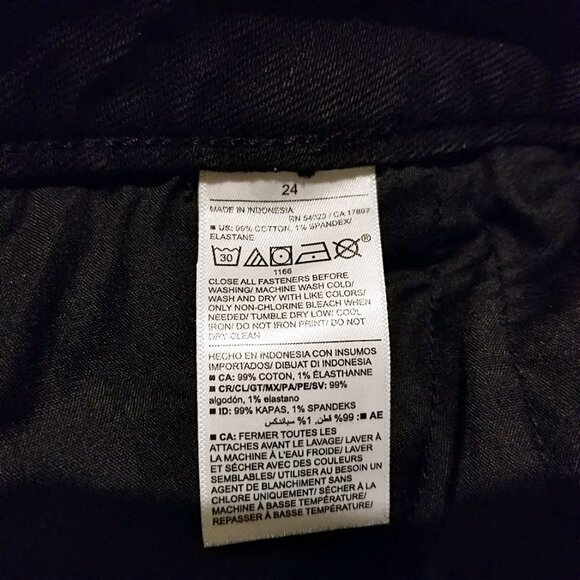 24
MADE IN INDONESIA
RN 54023 / CA 17897
■ US: 99% COTTON, 1% SPANDEX/
ELASTANE
30
®
1166
CLOSE ALL FASTENERS BEFORE
WASHING/ MACHINE WASH COLD/
WASH AND DRY WITH LIKE COLORS/
ONLY NON-CHLORINE BLEACH WHEN
NEEDED/ TUMBLE DRY LOW/ COOL
IRON/ DO NOT IRON PRINT/ DO NOT
DRY CLEAN
HECHO EN INDONESIA CON INSUMOS
IMPORTADOS/ DIBUAT DI INDONESIA
■ CA: 99% COTON, 1% ÉLASTHANNE
■ CR/CL/GT/MX/PA/PE/SV: 99%
algodón, 1% elastano
■ ID: 99% KAPAS, 1% SPANDEKS
■ AE: 99% قطن, 1% سباندكس
■ CA: FERMER TOUTES LES
ATTACHES AVANT LE LAVAGE/ LAVER À
LA MACHINE À L'EAU FROIDE/ LAVER
ET SÉCHER AVEC DES COULEURS
SEMBLABLES/ UTILISER AU BESOIN UN
AGENT DE BLANCHIMENT SANS
CHLORE UNIQUEMENT/ SÉCHER À LA
MACHINE À BASSE TEMPÉRATURE/
REPASSER À BASSE TEMPÉRATURE/